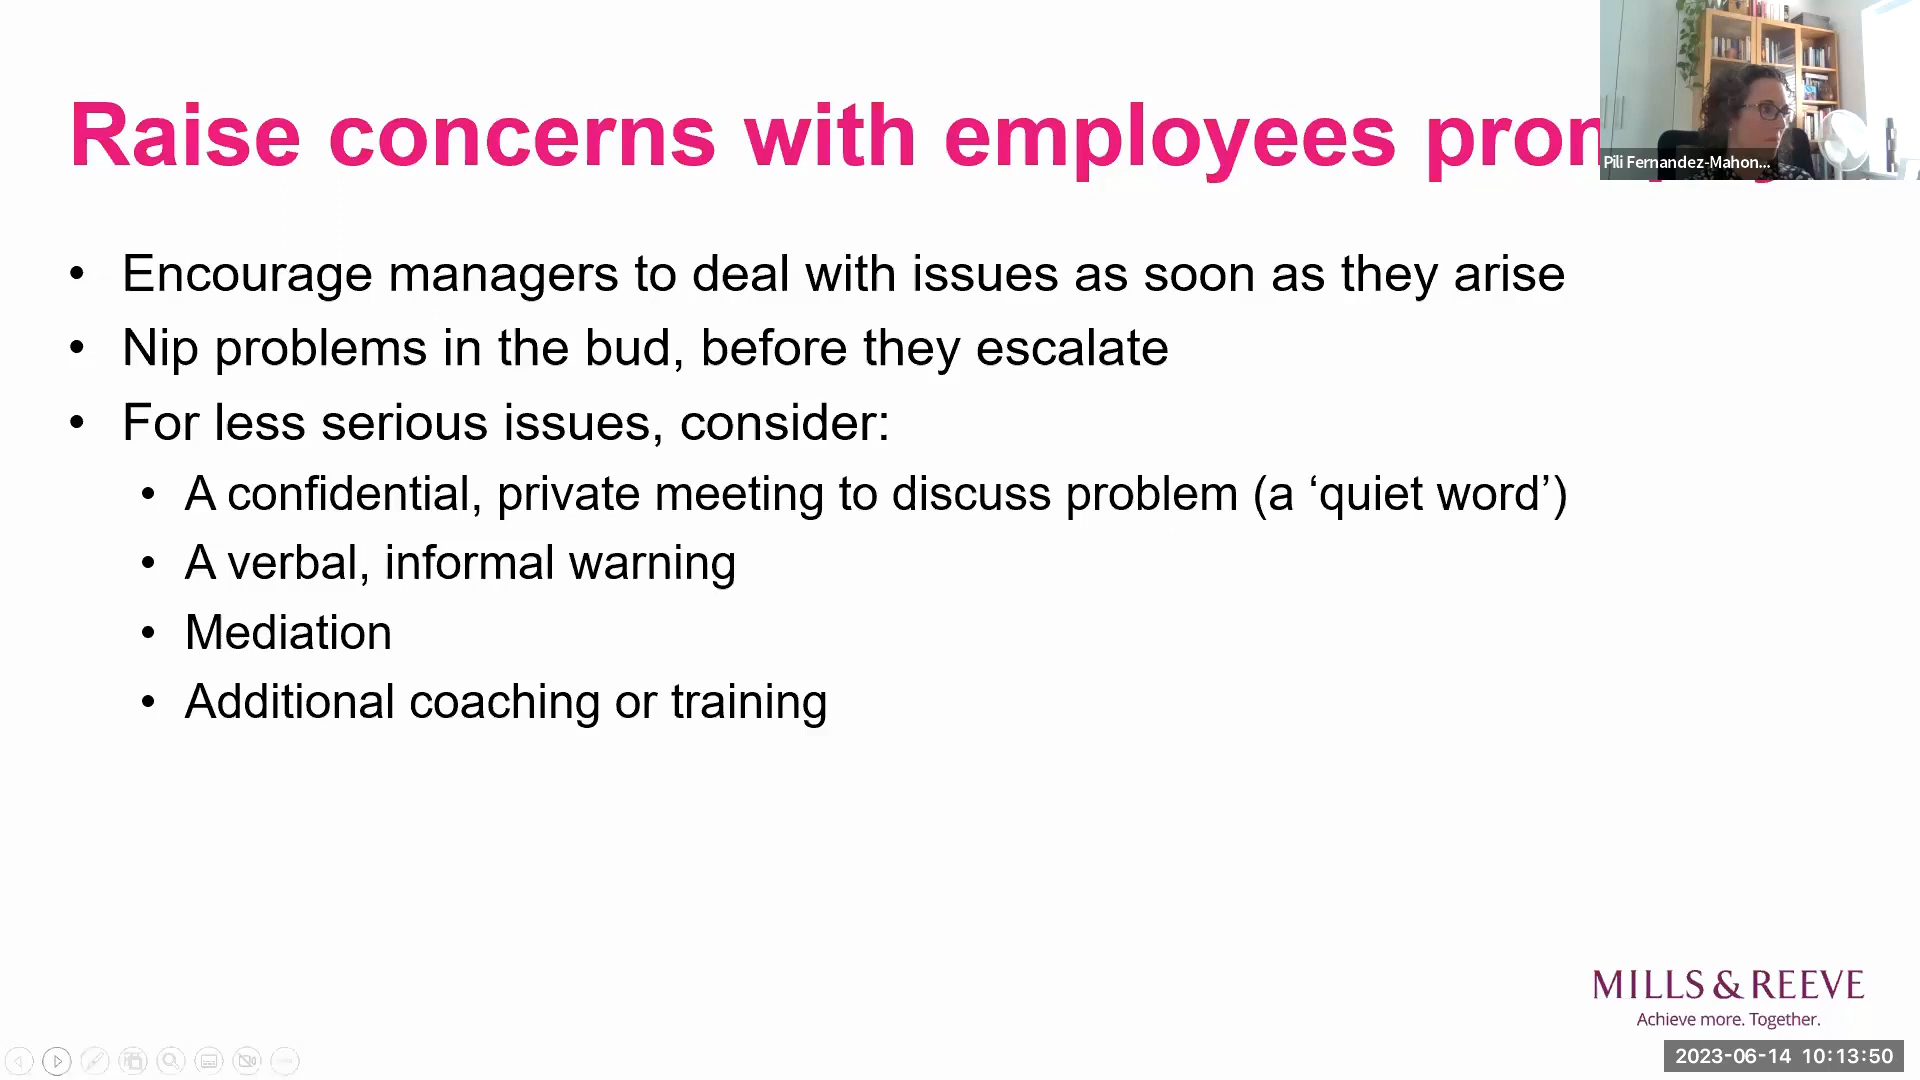 Raise concerns with employees
Pili Fernandez-Mahon...
• Encourage managers to deal with issues as soon as they arise
• Nip problems in the bud, before they escalate
• For less serious issues, consider:
• A confidential, private meeting to discuss problem (a ‘quiet word’)
• A verbal, informal warning
• Mediation
• Additional coaching or training
MILLS & REEVE
Achieve more. Together.
2023-06-14 10:13:50